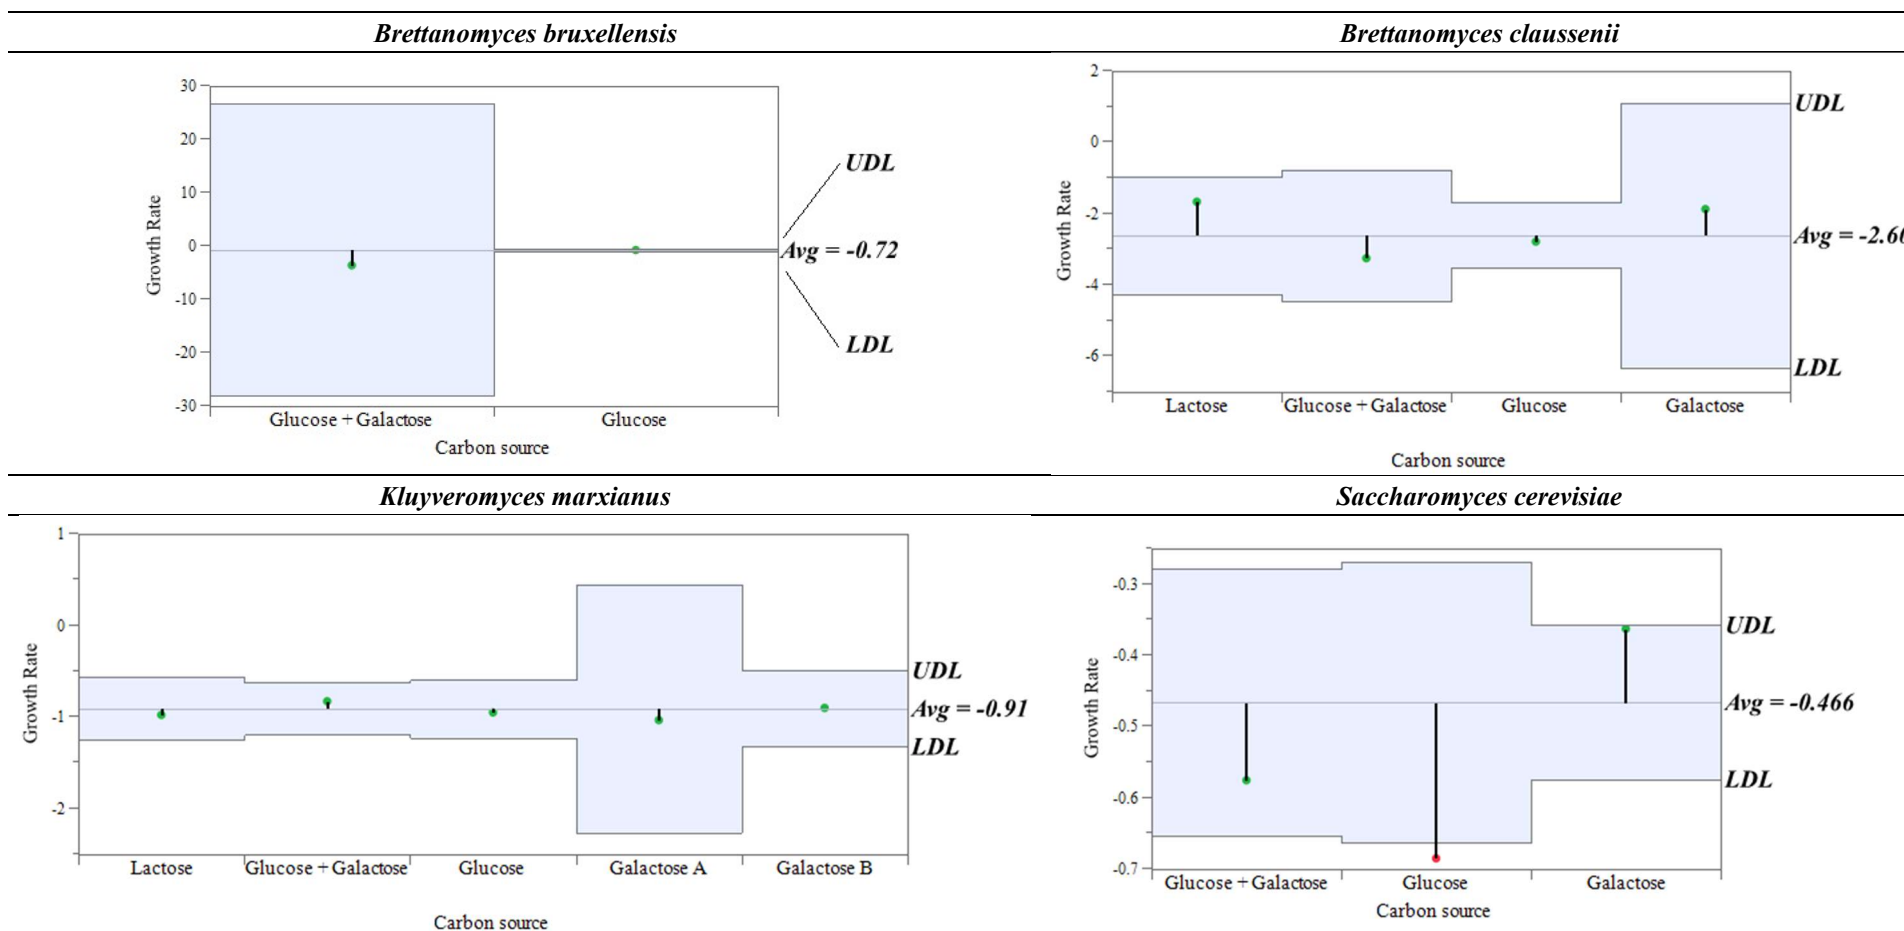 Brettanomyces bruxellensis
Brettanomyces claussenii
30
20
10
0
-10
-20
-30
Growth Rate
UDL
Avg = -0.72
LDL
Glucose + Galactose
Glucose
Carbon source
2
0
-2
-4
-6
Growth Rate
UDL
Avg = -2.60
LDL
Lactose
Glucose + Galactose
Glucose
Galactose
Carbon source
Kluyveromyces marxianus
Saccharomyces cerevisiae
1
0
-1
-2
Growth Rate
UDL
Avg = -0.91
LDL
Lactose
Glucose + Galactose
Glucose
Galactose A
Galactose B
Carbon source
-0.3
-0.4
-0.5
-0.6
-0.7
Growth Rate
UDL
Avg = -0.466
LDL
Glucose + Galactose
Glucose
Galactose
Carbon source